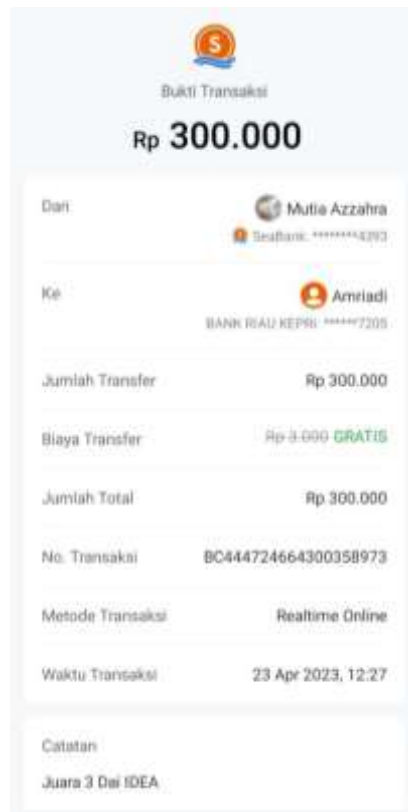 Bukti Transaksi
Rp 300.000
Dari
Mutia Azzahra
SeaBank: ********4393
Ke
Amriadi
BANK RIAU KEPRI: ******7205
Jumlah Transfer
Rp 300.000
Biaya Transfer
Rp 3.000 GRATIS
Jumlah Total
Rp 300.000
No. Transaksi
BC444724664300358973
Metode Transaksi
Realtime Online
Waktu Transaksi
23 Apr 2023, 12:27
Catatan
Juara 3 Dai IDEA